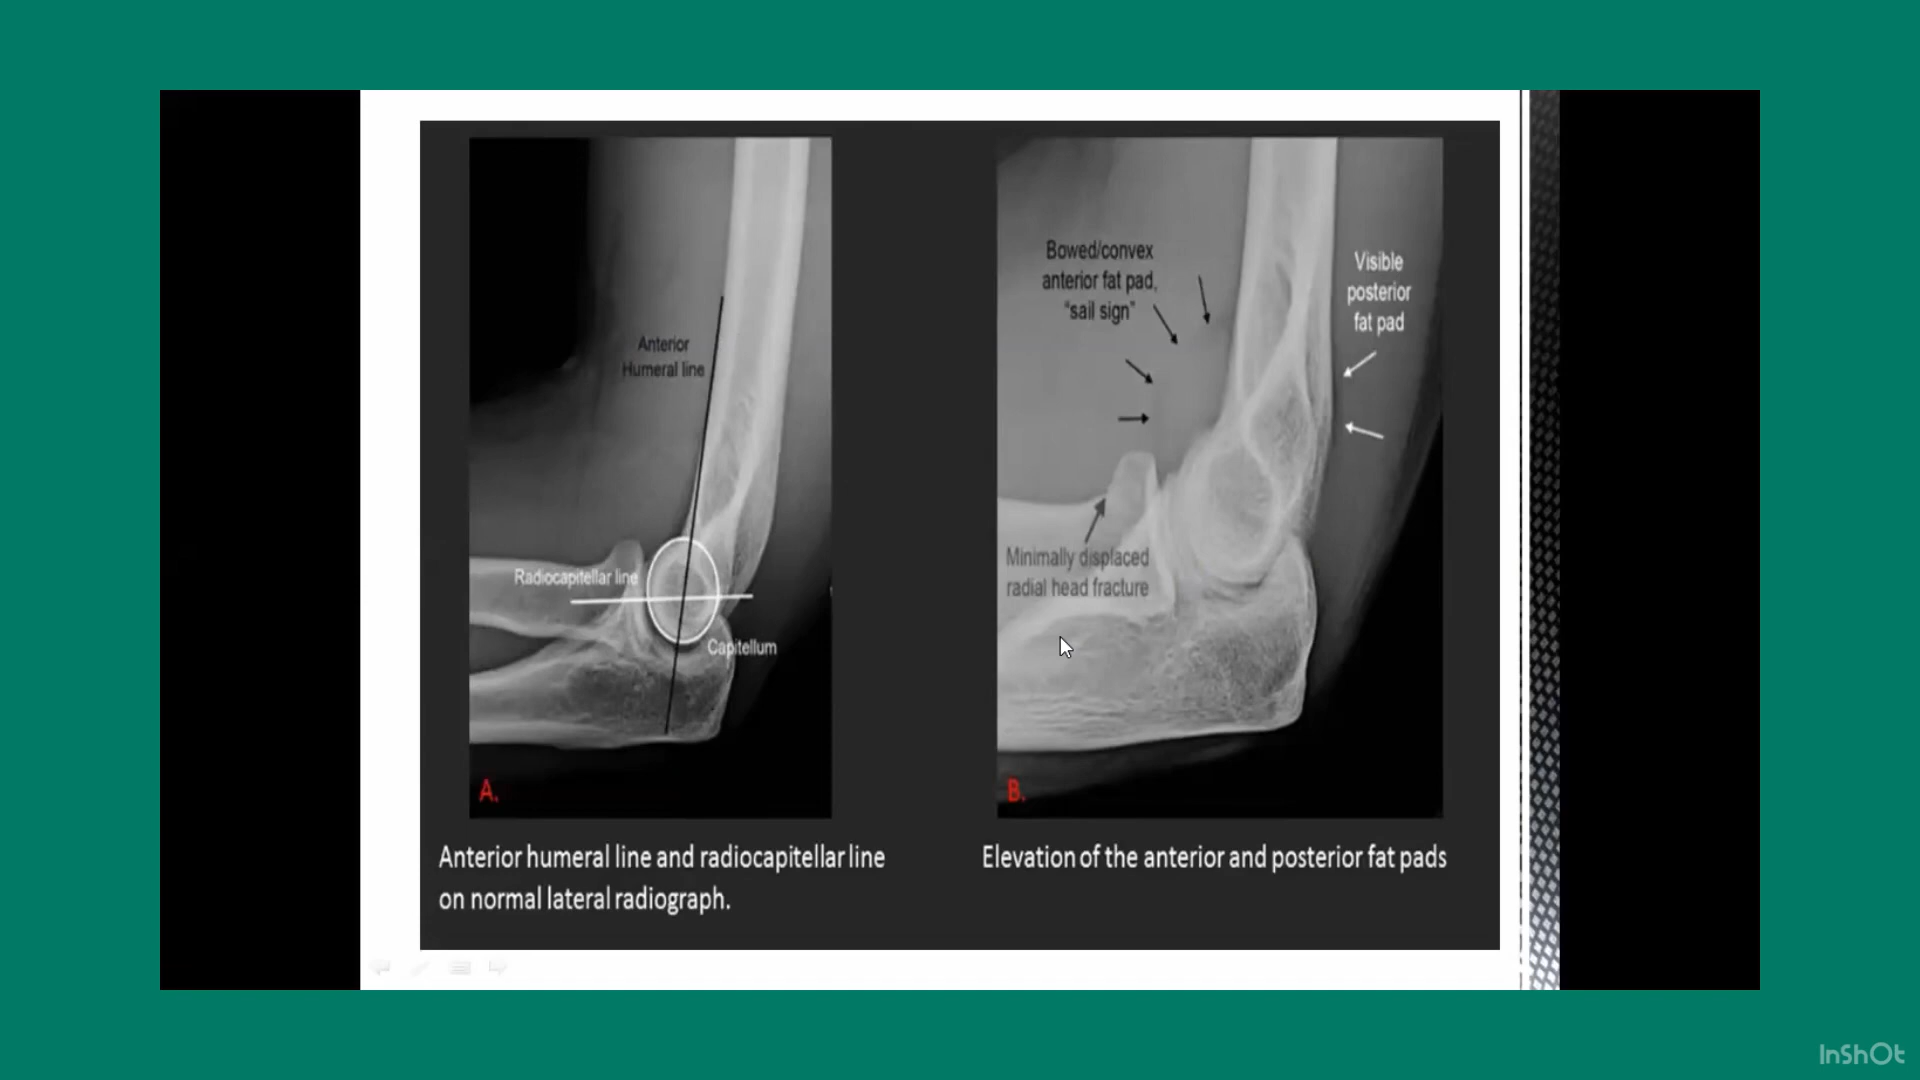 Anterior
Humeral line
Radiocapitellar line
Capitellum
A.
Anterior humeral line and radiocapitellar line
on normal lateral radiograph.
Bowed/convex
anterior fat pad,
"sail sign"
Visible
posterior
fat pad
Minimally displaced
radial head fracture
B.
Elevation of the anterior and posterior fat pads
InShOt